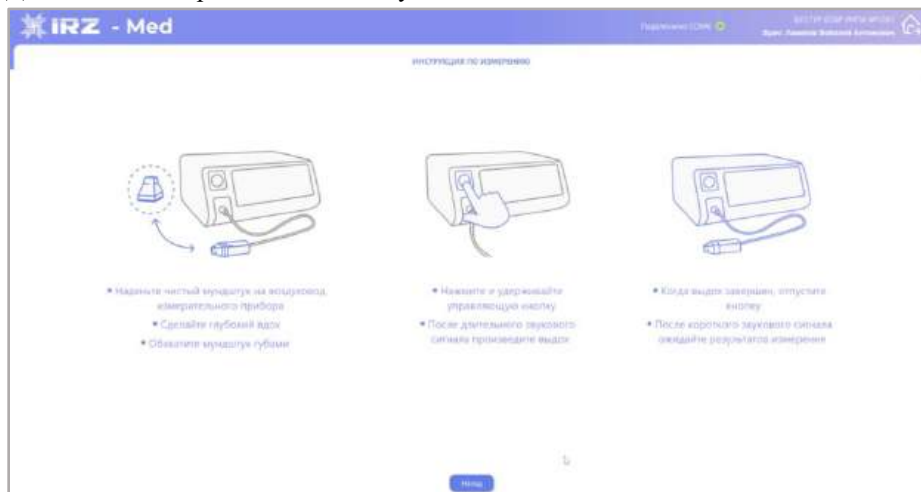 IRZ - Med
ИНСТРУКЦИЯ ПО ИЗМЕРЕНИЮ
Наденьте чистый мундштук на воздуховод
измерительного прибора
Сделайте глубокий вдох
Обхватите мундштук губами
Нажмите и удерживайте
управляющую кнопку
После длительного звукового
сигнала произведите выдох
Когда выдох завершен, отпустите
кнопку
После короткого звукового сигнала
ожидайте результатов измерения
Назад